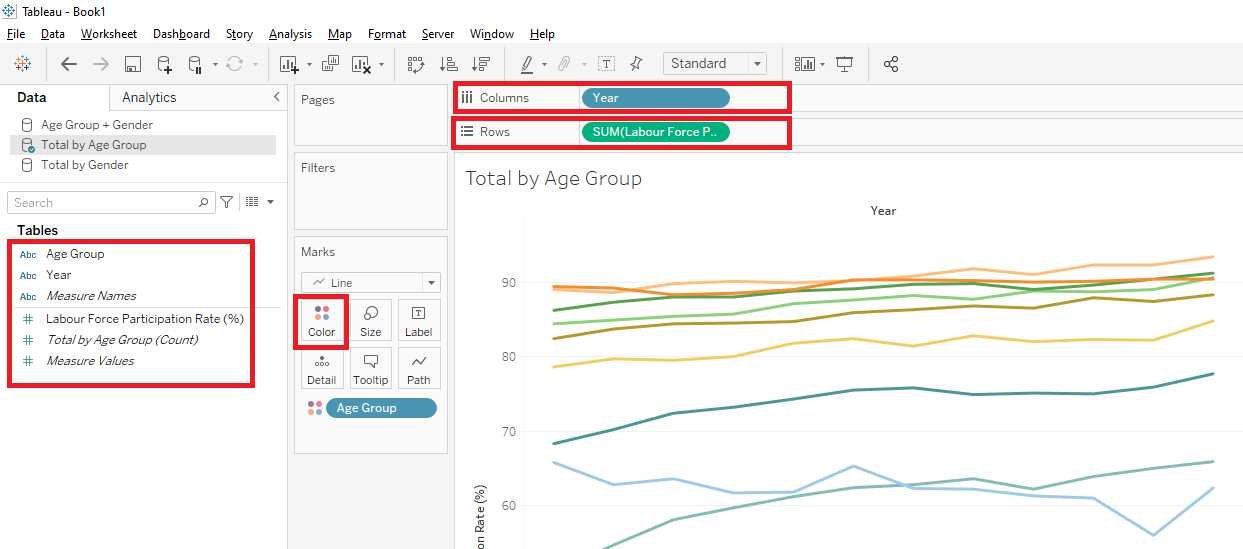 Tableau - Book1
File Data Worksheet Dashboard Story Analysis Map Format Server Window Help
Standard
Data Analytics
Age Group + Gender
Total by Age Group
Total by Gender
Search
Tables
Abc Age Group
Abc Year
Abc Measure Names
# Labour Force Participation Rate (%)
# Total by Age Group (Count)
# Measure Values
Pages
Filters
Marks
Line
Color Size Label
Detail Tooltip Path
Age Group
Columns Year
Rows SUM(Labour Force P..
Total by Age Group
Year
90
80
70
60
on Rate (%)